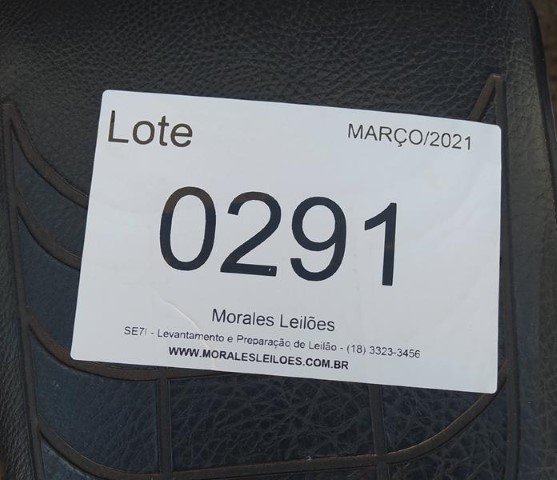 Lote MARÇO/2021
0291
Morales Leilões
SE7I - Levantamento e Preparação de Leilão - (18) 3323-3456
WWW.MORALESLEILOES.COM.BR